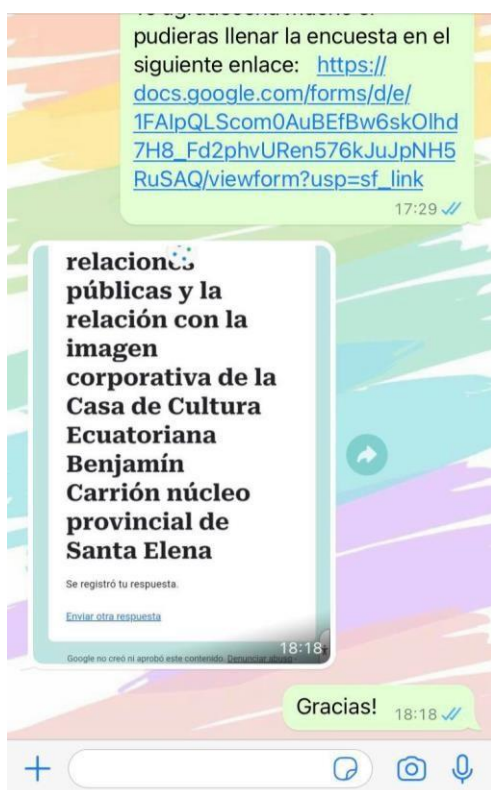 pudieras llenar la encuesta en el
siguiente enlace: https://
docs.google.com/forms/d/e/
1FAIpQLScom0AuBEfBw6skOlhd
7H8_Fd2phvURen576kJuJpNH5
RuSAQ/viewform?usp=sf_link
17:29
relaciones
públicas y la
relación con la
imagen
corporativa de la
Casa de Cultura
Ecuatoriana
Benjamín
Carrión núcleo
provincial de
Santa Elena
Se registró tu respuesta.
Enviar otra respuesta
18:18
Google no creó ni aprobó este contenido. Denunciar abuso
Gracias! 18:18